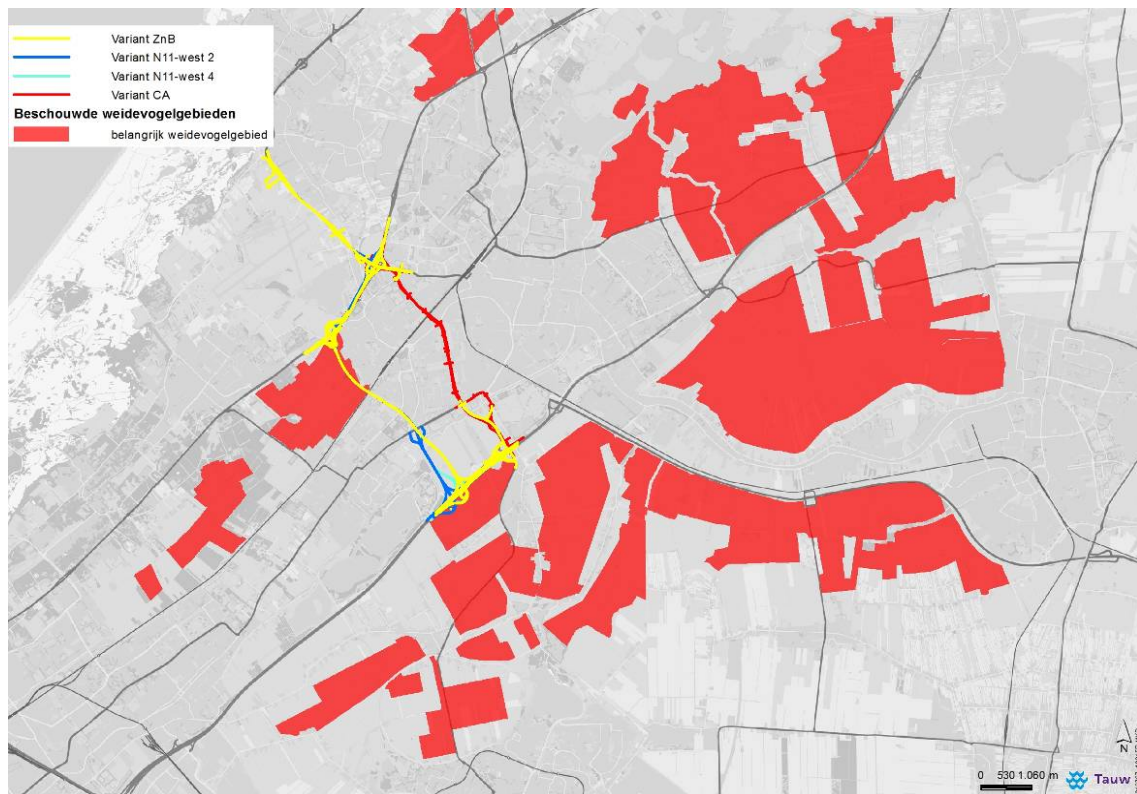 Variant ZnB
Variant N11-west 2
Variant N11-west 4
Variant CA
Beschouwde weidevogelgebieden
belangrijk weidevogelgebied
N
0 530 1.060 m
Tauw